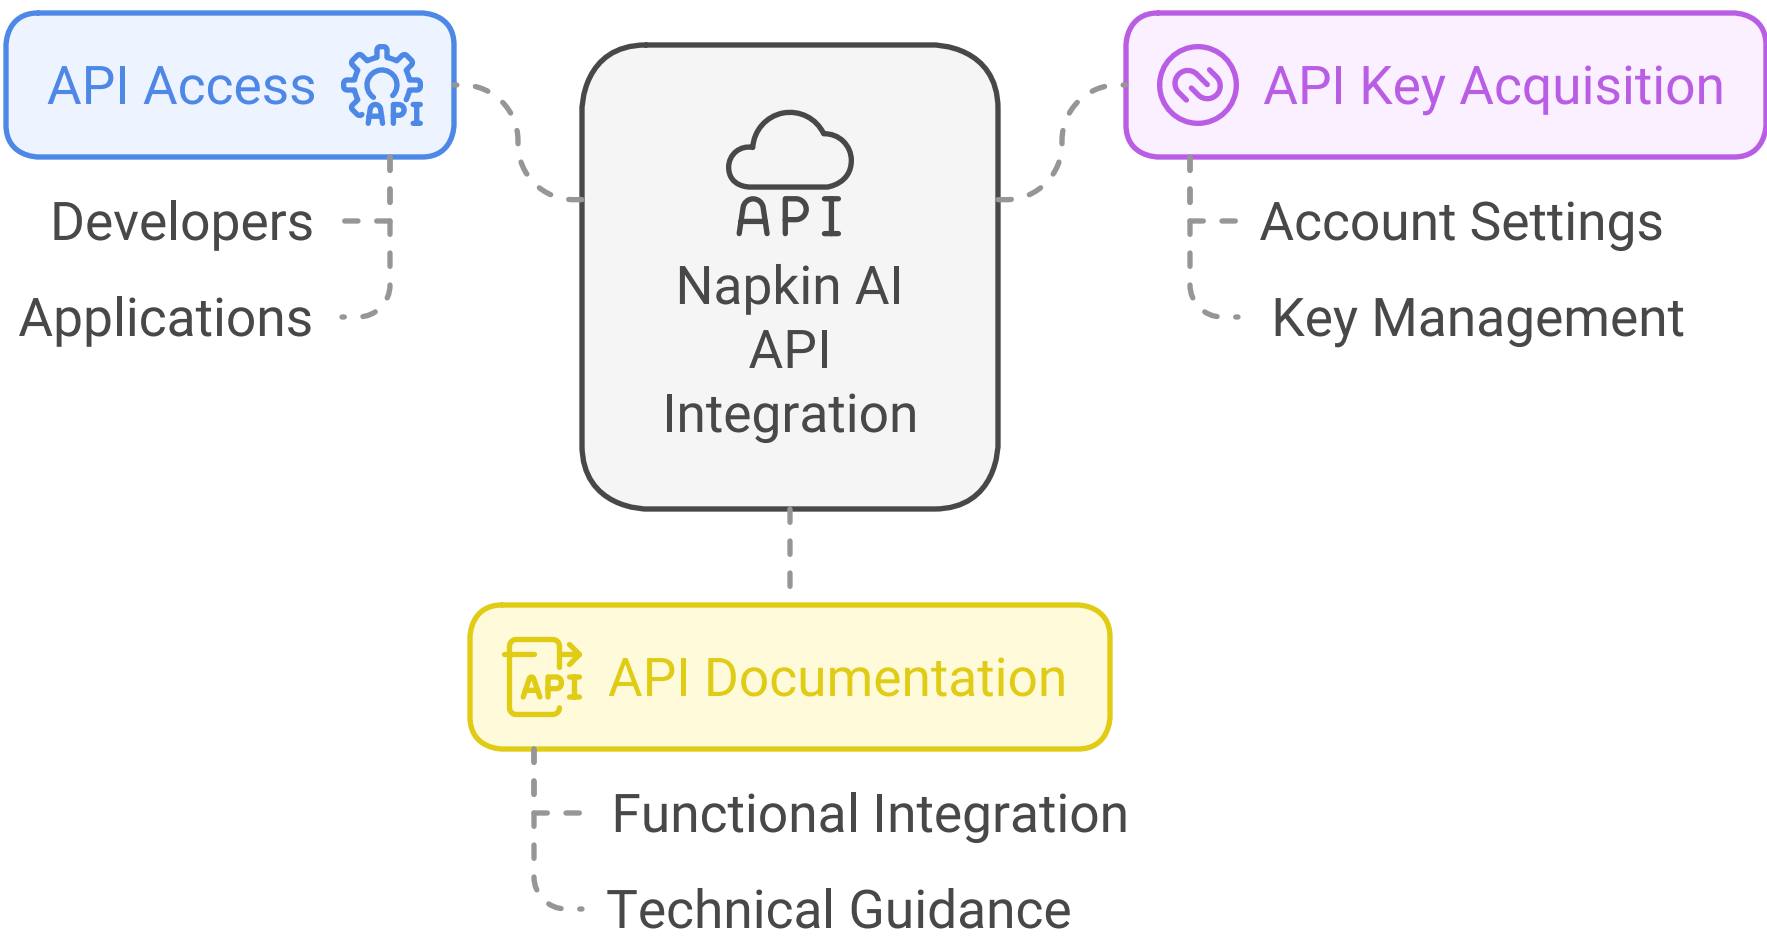 API Access
API
Developers
Applications
API
Napkin AI
API
Integration
API Key Acquisition
Account Settings
Key Management
API
API Documentation
Functional Integration
Technical Guidance